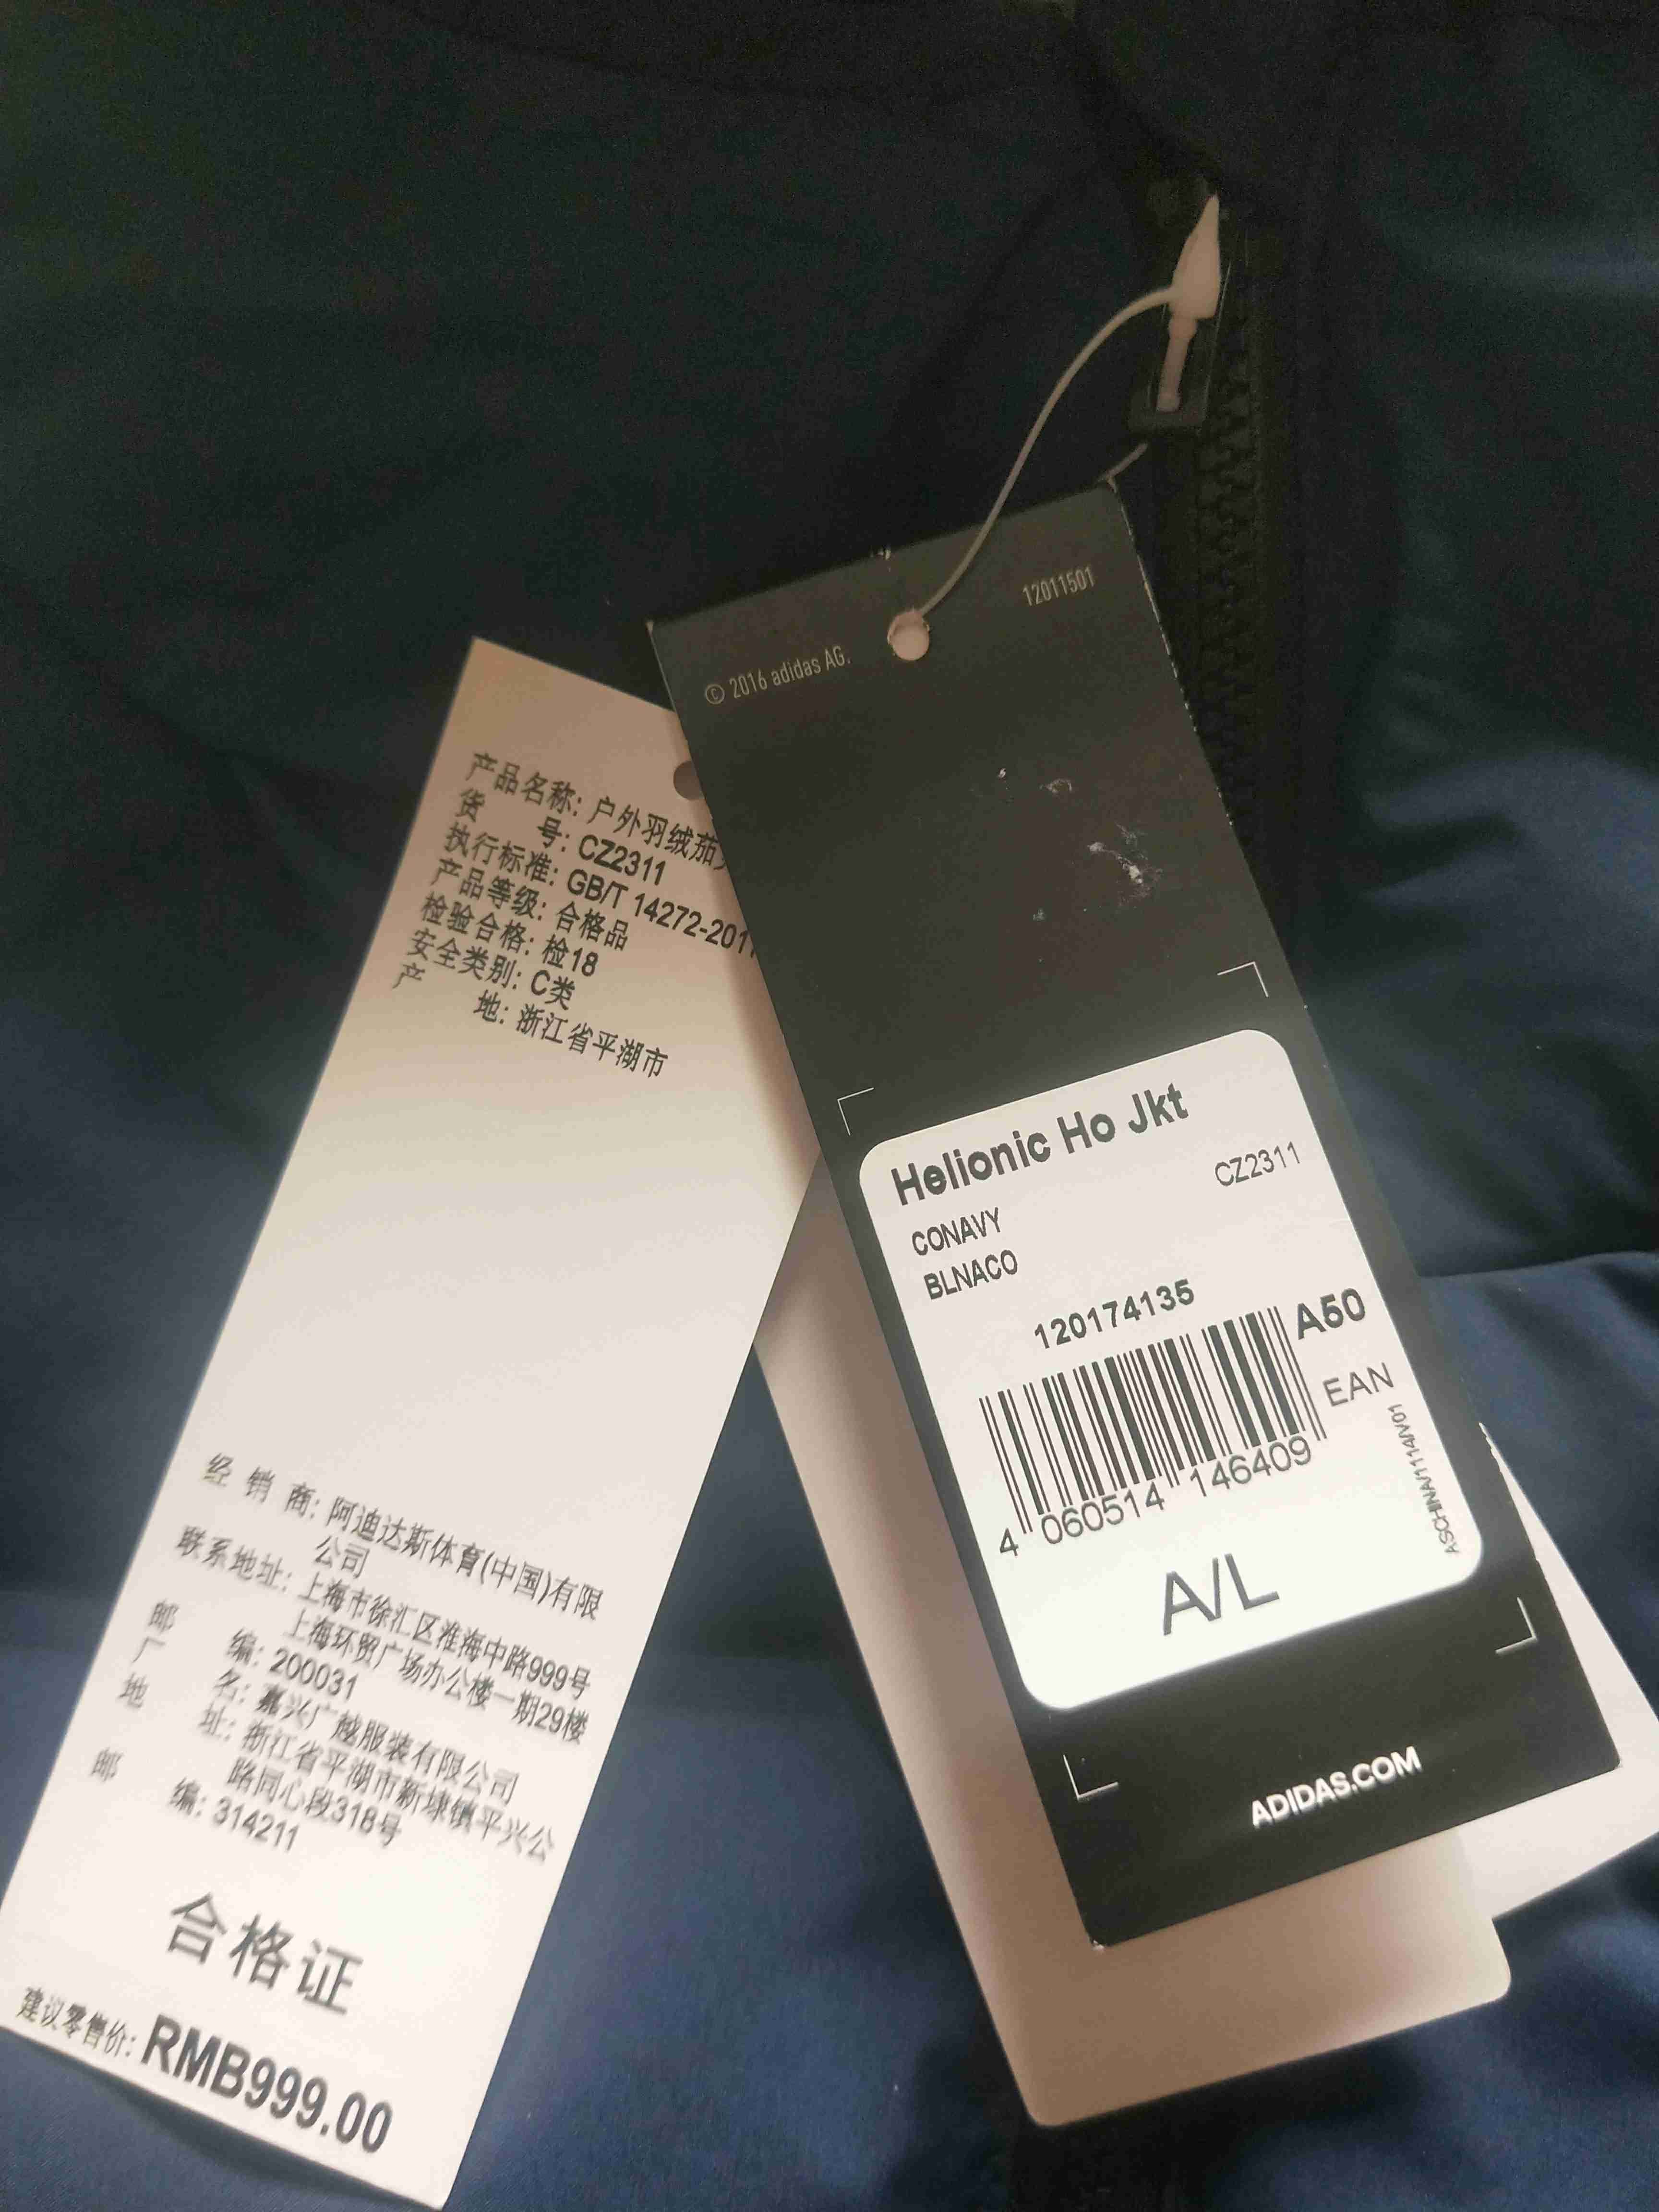 产品名称: 户外羽绒茄
货 号: CZ2311
执行标准: GB/T 14272-201
产品等级: 合格品
检验合格: 检18
安全类别: C类
产 地: 浙江省平湖市
经 销 商: 阿迪达斯体育(中国)有限
公司
联系地址: 上海市徐汇区淮海中路999号
上海环贸广场办公楼一期29楼
邮 编: 200031
厂 名: 嘉兴广越服装有限公司
地 址: 浙江省平湖市新埭镇平兴公
路同心段318号
邮 编: 314211
合格证
建议零售价: RMB999.00
© 2016 adidas AG.
12011501
Helionic Ho Jkt
CZ2311
CONAVY
BLNACO
120174135
A50
EAN
4 060514 146409
ASCHINA/1114/V01
A/L
ADIDAS.COM